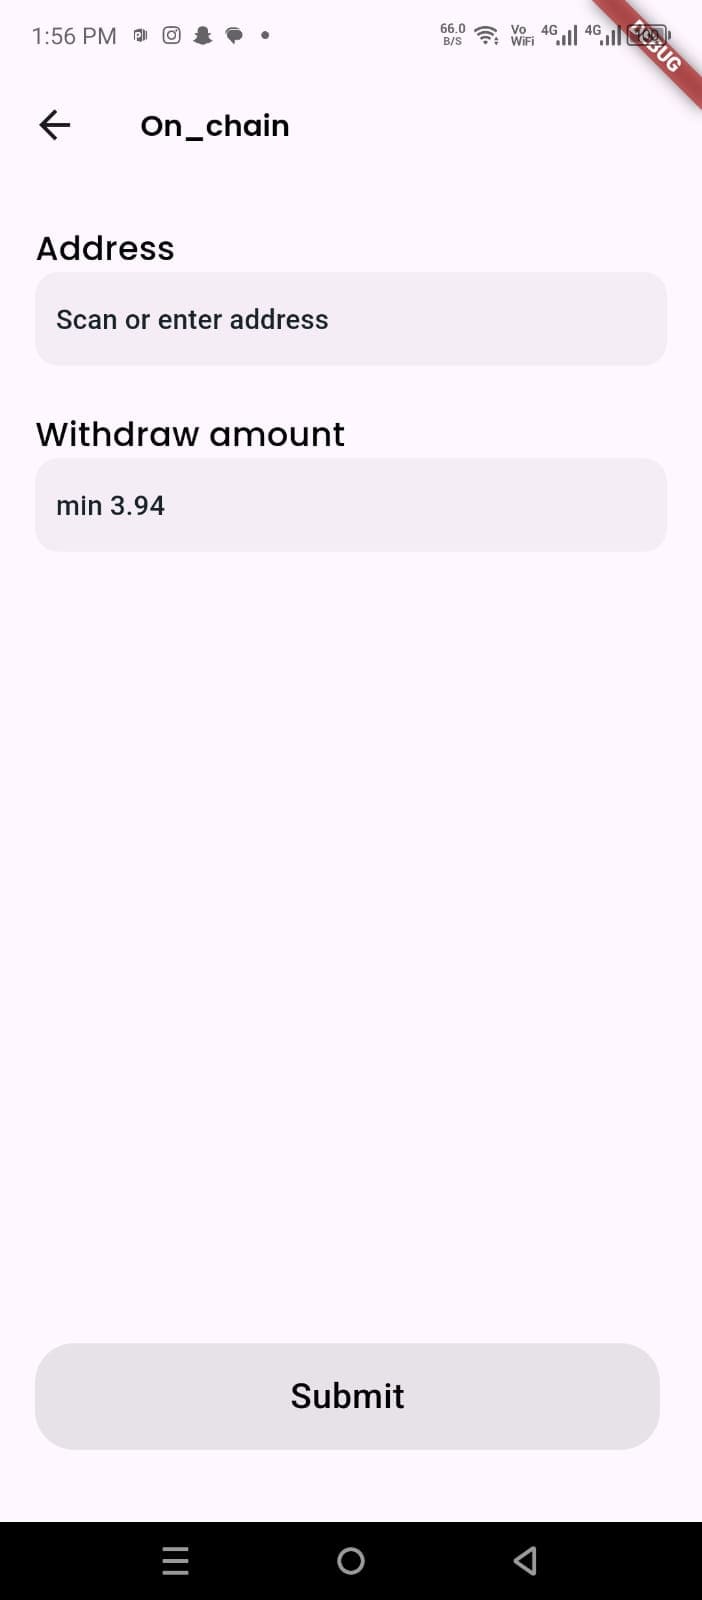 1:56 PM
66.0
B/S
Vo
WiFi
4G
4G
100
DEBUG
On_chain
Address
Scan or enter address
Withdraw amount
min 3.94
Submit